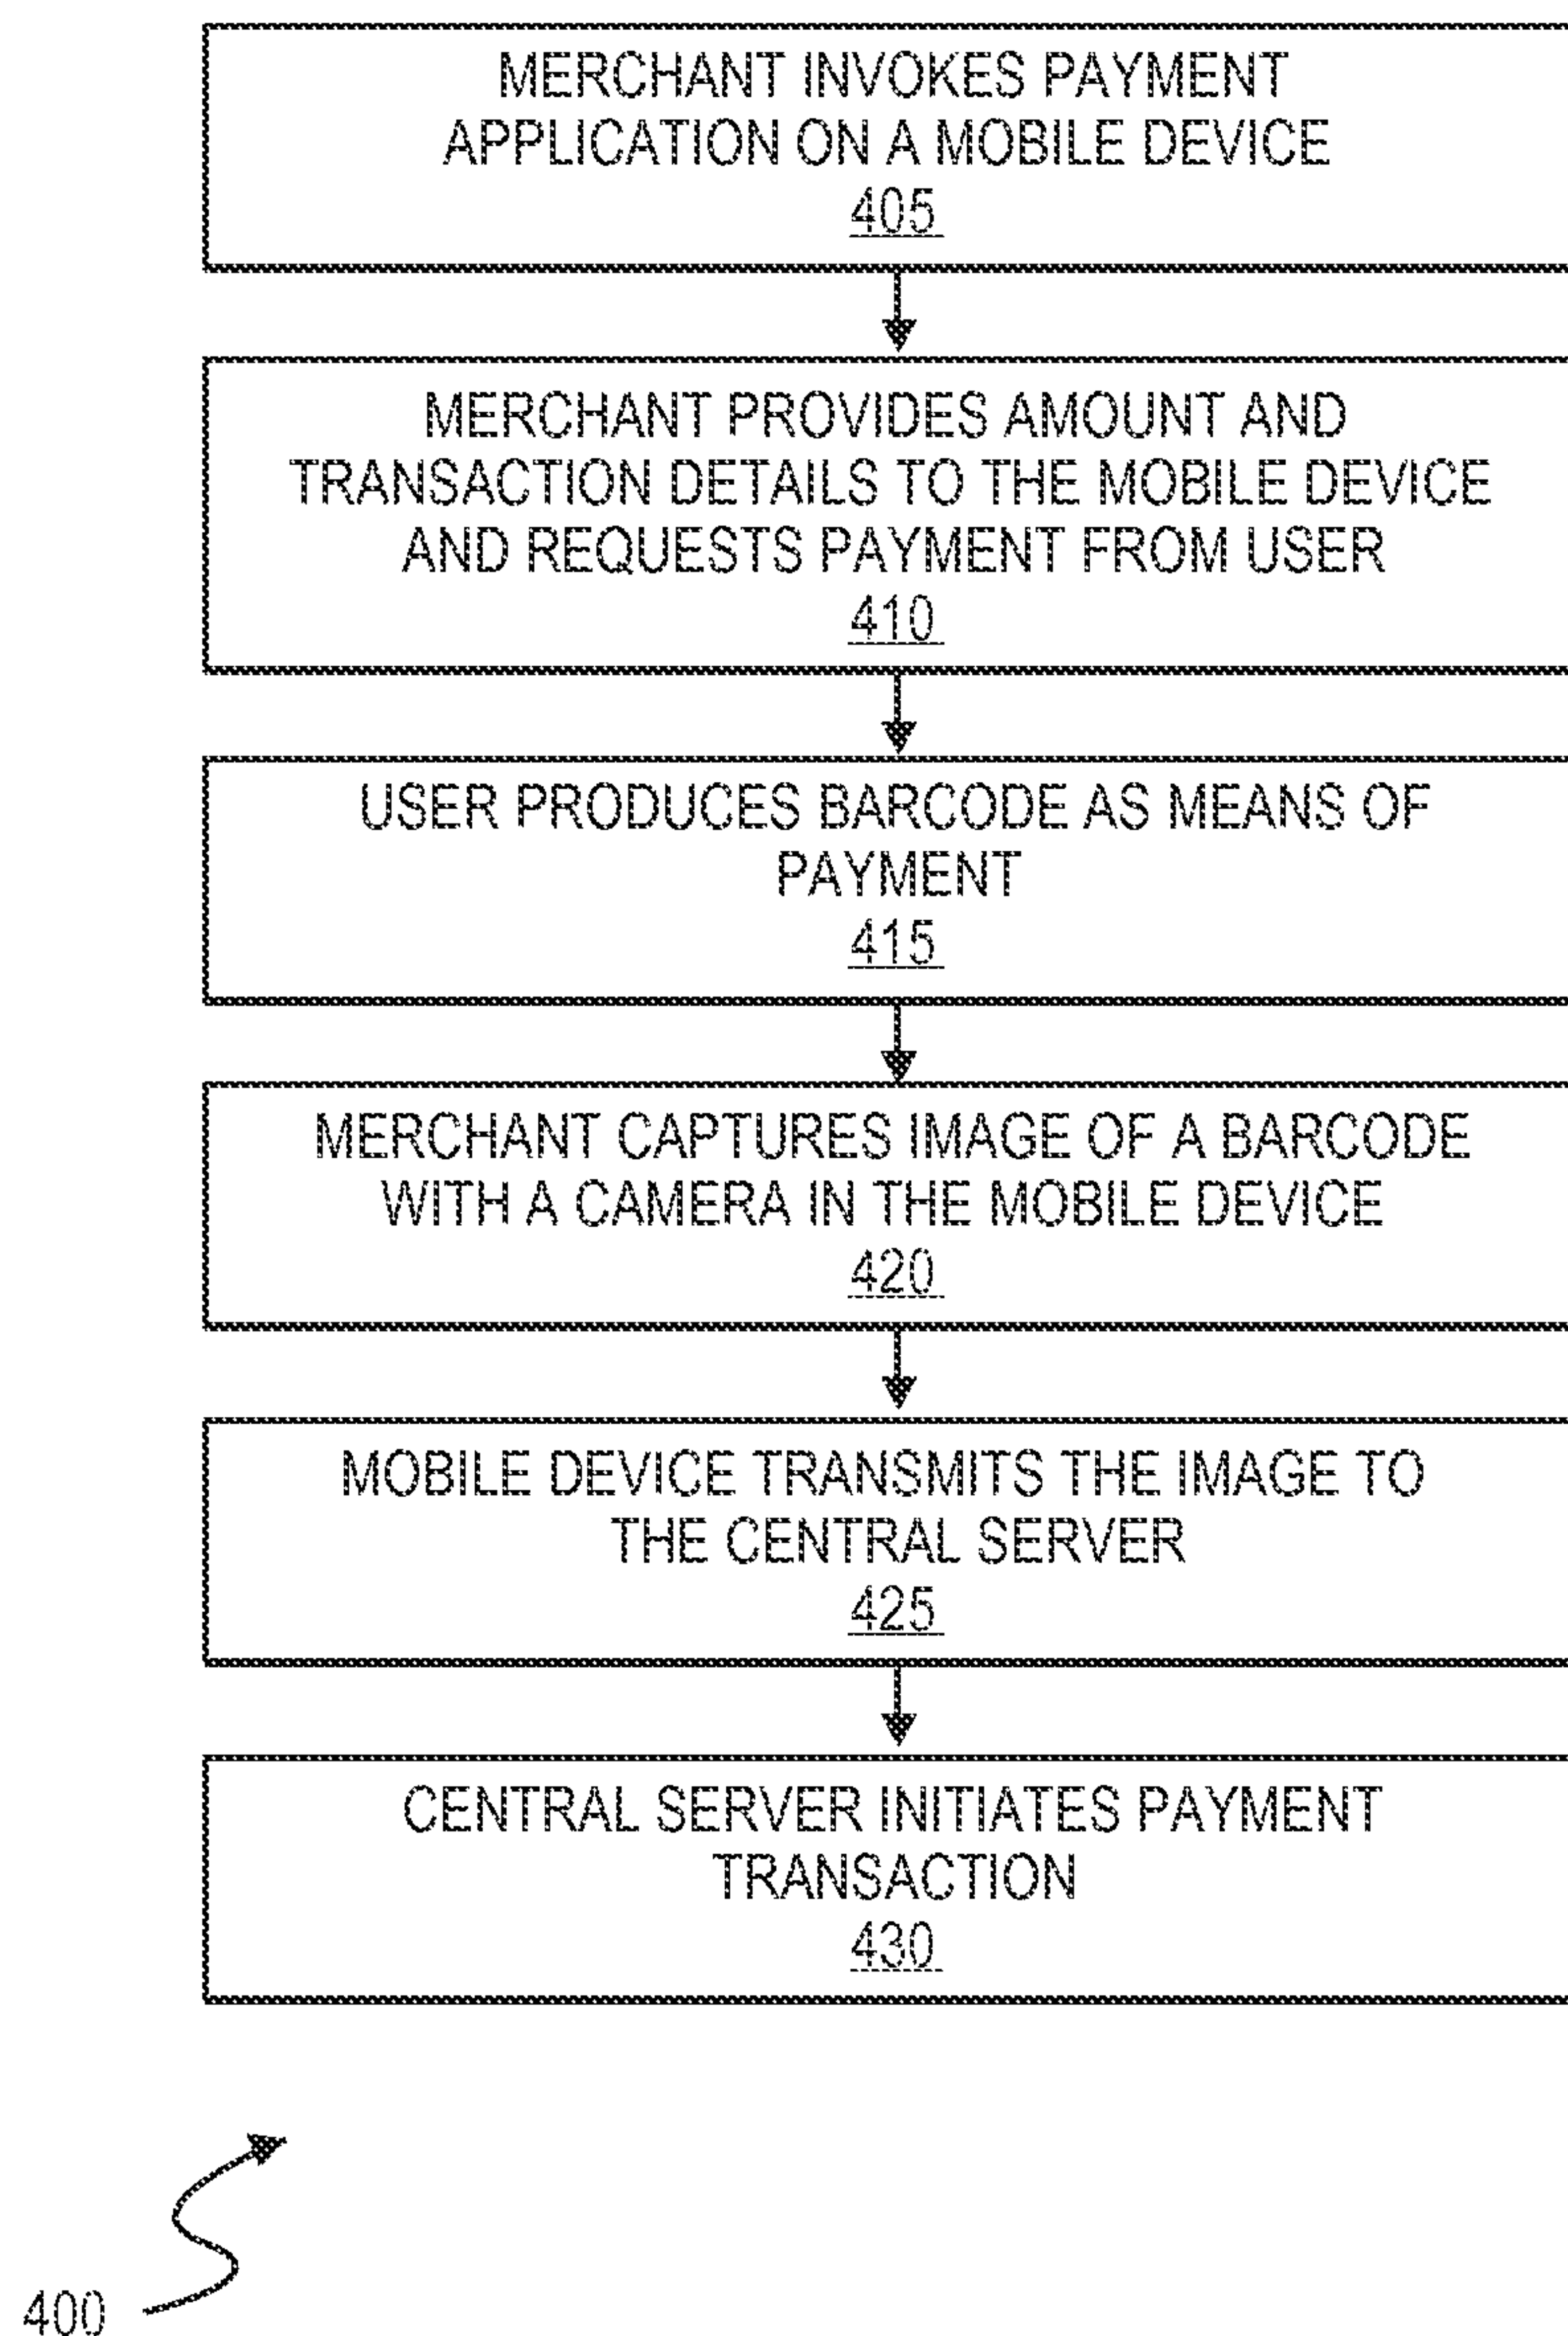 MERCHANT INVOKES PAYMENT
APPLICATION ON A MOBILE DEVICE
405
MERCHANT PROVIDES AMOUNT AND
TRANSACTION DETAILS TO THE MOBILE DEVICE
AND REQUESTS PAYMENT FROM USER
410
USER PRODUCES BARCODE AS MEANS OF
PAYMENT
415
MERCHANT CAPTURES IMAGE OF A BARCODE
WITH A CAMERA IN THE MOBILE DEVICE
420
MOBILE DEVICE TRANSMITS THE IMAGE TO
THE CENTRAL SERVER
425
CENTRAL SERVER INITIATES PAYMENT
TRANSACTION
430
400